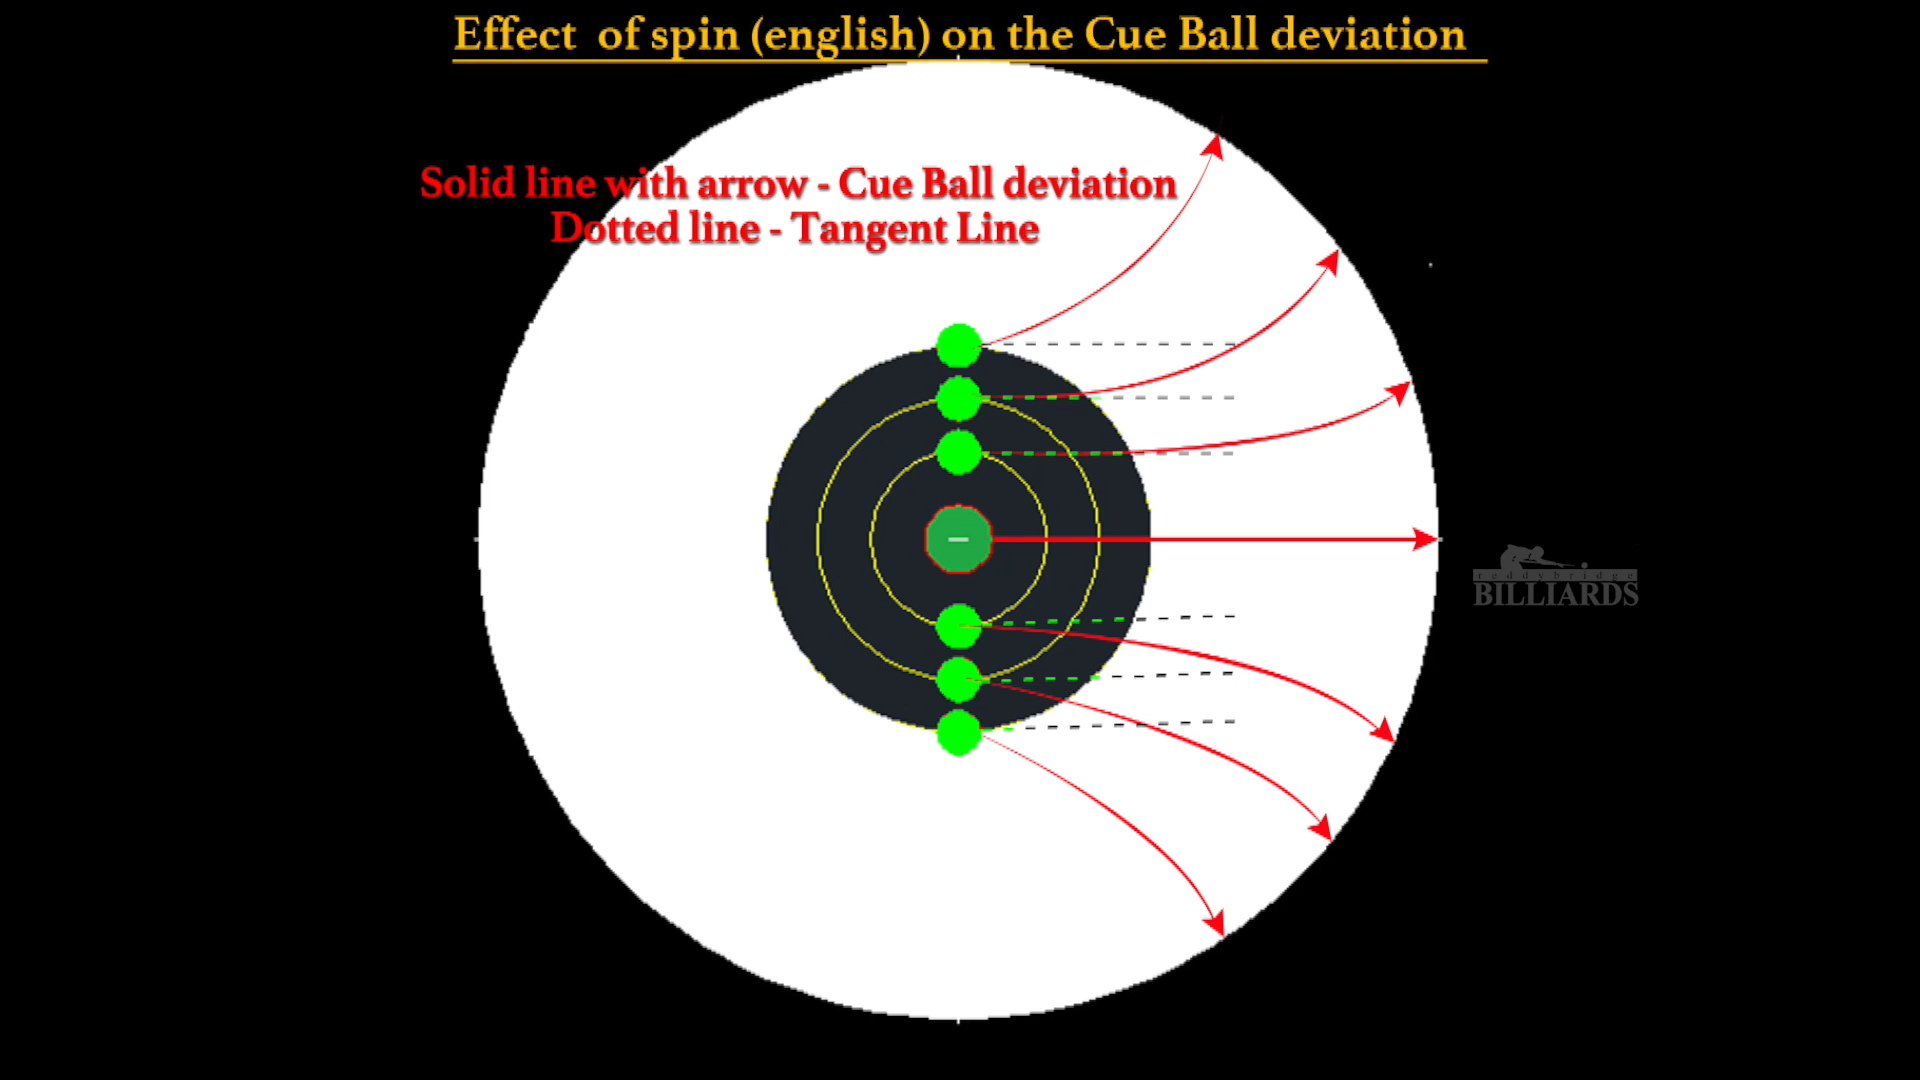 Effect of spin (english) on the Cue Ball deviation
Solid line with arrow - Cue Ball deviation
Dotted line - Tangent Line
reddybridge
BILLIARDS